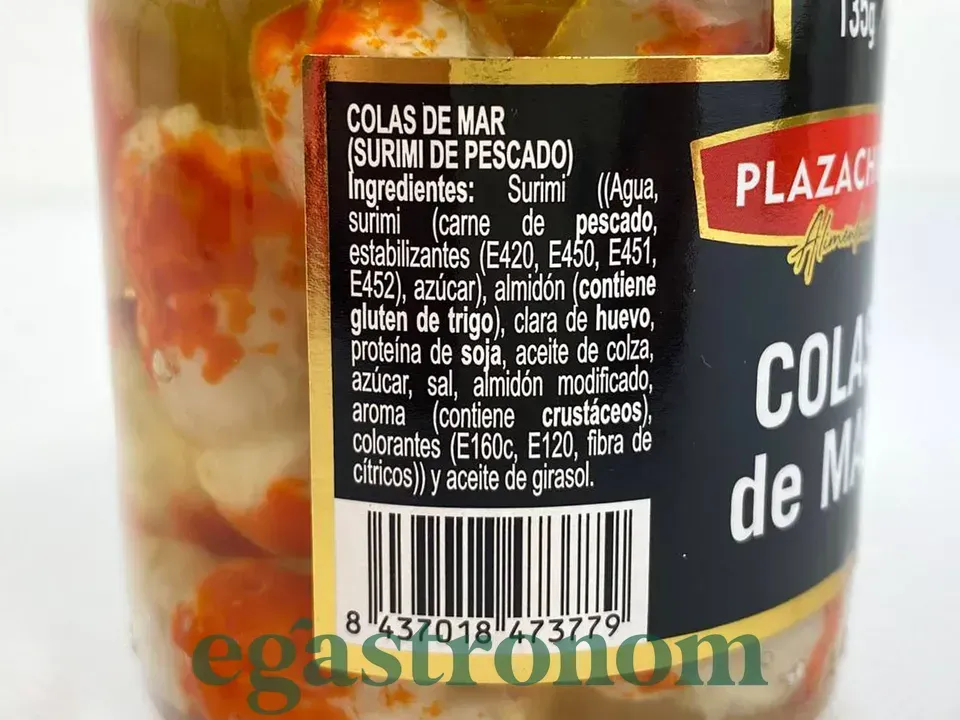 135g
COLAS DE MAR
(SURIMI DE PESCADO)
Ingredientes: Surimi ((Agua,
surimi (carne de pescado,
estabilizantes (E420, E450, E451,
E452), azúcar), almidón (contiene
gluten de trigo), clara de huevo,
proteína de soja, aceite de colza,
azúcar, sal, almidón modificado,
aroma (contiene crustáceos),
colorantes (E160c, E120, fibra de
cítricos)) y aceite de girasol.
8 437018 473779
PLAZACH
COLAS
de MA
egastronom